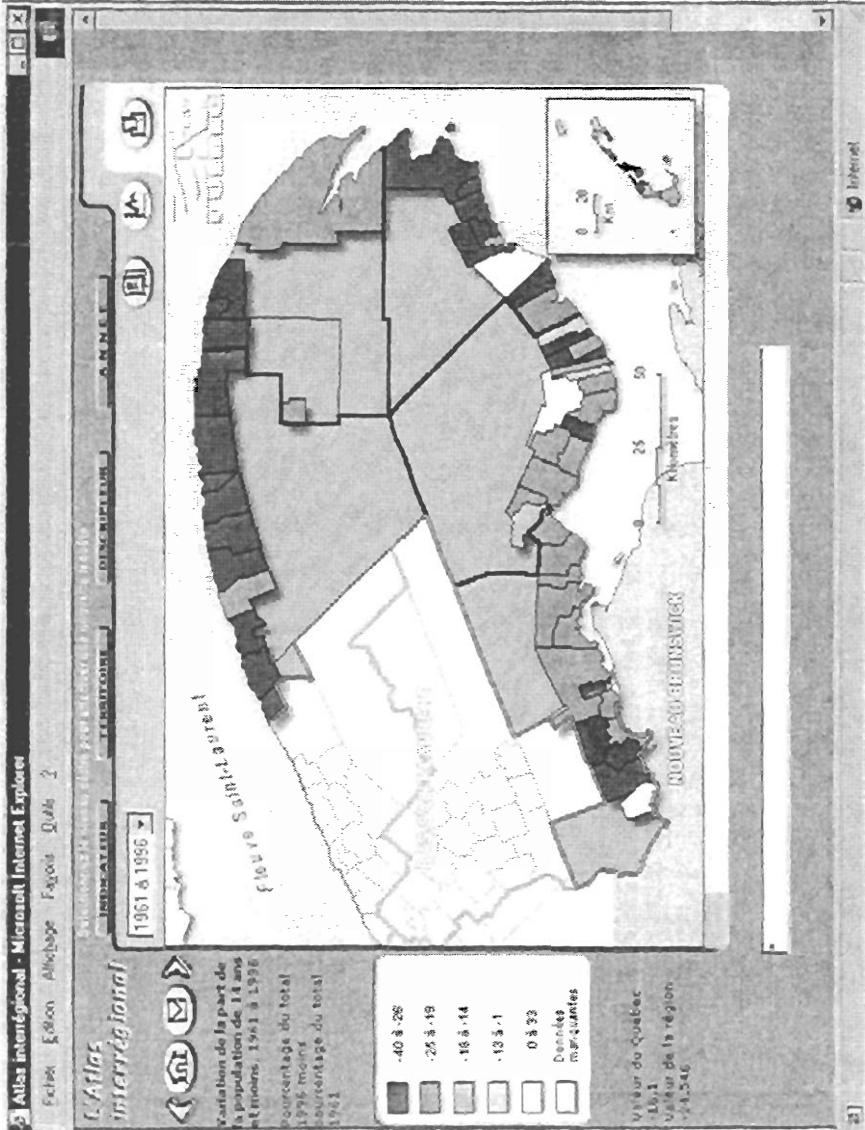 Atlas interrégional - Microsoft Internet Explorer
Fichier Edition Affichage Favoris Outils ?
L'Atlas
interrégional
INDICATEUR TERRITOIRE DESCRIPTEUR ANNÉE
1961 à 1996
Variation de la part de
la population de 14 ans
et moins, 1961 à 1996
Pourcentage du total
1996 moins
pourcentage du total
1961
-40 à -26
-25 à -19
-18 à -14
-13 à -1
0 à 33
Données
manquantes
Valeur du Québec
-16,1
Valeur de la région
-24,546
Fleuve Saint-Laurent
NOUVEAU BRUNSWICK
0 25 50
Kilomètres
0 20
Km
Internet